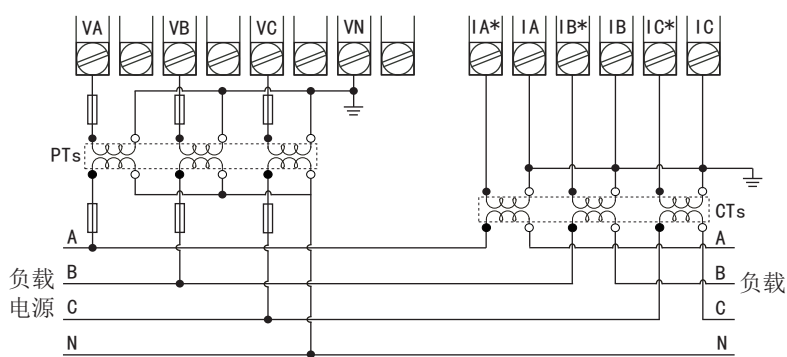 VA VB VC VN IA* IA IB* IB IC* IC
PTs
CTs
A A
负载 B B 负载
电源 C C
N N